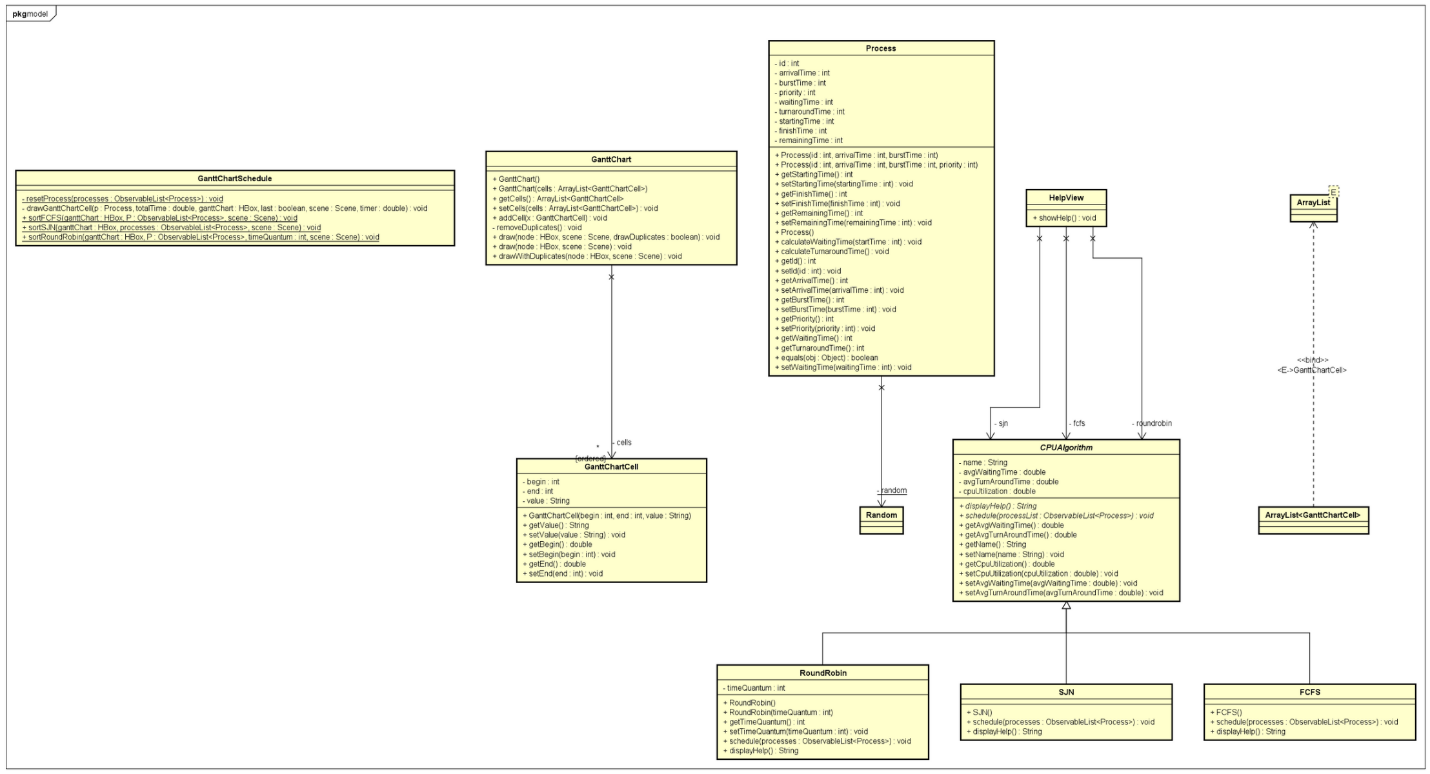 pkg model
GanttChartSchedule
- resetProcess(processes : ObservableList<Process>) : void
- drawGanttChartCell(p : Process, totalTime : double, ganttChart : HBox, last : boolean, scene : Scene, timer : double) : void
+ sortFCFS(ganttChart : HBox, P : ObservableList<Process>, scene : Scene) : void
+ sortSJN(ganttChart : HBox, processes : ObservableList<Process>, scene : Scene) : void
+ sortRoundRobin(ganttChart : HBox, P : ObservableList<Process>, timeQuantum : int, scene : Scene) : void
GanttChart
+ GanttChart()
+ GanttChart(cells : ArrayList<GanttChartCell>)
+ getCells() : ArrayList<GanttChartCell>
+ setCells(cells : ArrayList<GanttChartCell>) : void
+ addCell(x : GanttChartCell) : void
- removeDuplicates() : void
+ draw(node : HBox, scene : Scene, drawDuplicates : boolean) : void
+ draw(node : HBox, scene : Scene) : void
+ drawWithDuplicates(node : HBox, scene : Scene) : void
- cells
*
{ordered}
GanttChartCell
- begin : int
- end : int
- value : String
+ GanttChartCell(begin : int, end : int, value : String)
+ getValue() : String
+ setValue(value : String) : void
+ getBegin() : double
+ setBegin(begin : int) : void
+ getEnd() : double
+ setEnd(end : int) : void
Process
- id : int
- arrivalTime : int
- burstTime : int
- priority : int
- waitingTime : int
- turnaroundTime : int
- startingTime : int
- finishTime : int
- remainingTime : int
+ Process(id : int, arrivalTime : int, burstTime : int)
+ Process(id : int, arrivalTime : int, burstTime : int, priority : int)
+ getStartingTime() : int
+ setStartingTime(startingTime : int) : void
+ getFinishTime() : int
+ setFinishTime(finishTime : int) : void
+ getRemainingTime() : int
+ setRemainingTime(remainingTime : int) : void
+ Process()
+ calculateWaitingTime(startTime : int) : void
+ calculateTurnaroundTime() : void
+ getId() : int
+ setId(id : int) : void
+ getArrivalTime() : int
+ setArrivalTime(arrivalTime : int) : void
+ getBurstTime() : int
+ setBurstTime(burstTime : int) : void
+ getPriority() : int
+ setPriority(priority : int) : void
+ getWaitingTime() : int
+ getTurnaroundTime() : int
+ equals(obj : Object) : boolean
+ setWaitingTime(waitingTime : int) : void
- random
Random
HelpView
+ showHelp() : void
- sjn
- fcfs
- roundrobin
CPUAlgorithm
- name : String
- avgWaitingTime : double
- avgTurnAroundTime : double
- cpuUtilization : double
+ displayHelp() : String
+ schedule(processList : ObservableList<Process>) : void
+ getAvgWaitingTime() : double
+ getAvgTurnAroundTime() : double
+ getName() : String
+ setName(name : String) : void
+ getCpuUtilization() : double
+ setCpuUtilization(cpuUtilization : double) : void
+ setAvgWaitingTime(avgWaitingTime : double) : void
+ setAvgTurnAroundTime(avgTurnAroundTime : double) : void
E
ArrayList
<<bind>>
<E->GanttChartCell>
ArrayList<GanttChartCell>
RoundRobin
- timeQuantum : int
+ RoundRobin()
+ RoundRobin(timeQuantum : int)
+ getTimeQuantum() : int
+ setTimeQuantum(timeQuantum : int) : void
+ schedule(processes : ObservableList<Process>) : void
+ displayHelp() : String
SJN
+ SJN()
+ schedule(processes : ObservableList<Process>) : void
+ displayHelp() : String
FCFS
+ FCFS()
+ schedule(processes : ObservableList<Process>) : void
+ displayHelp() : String